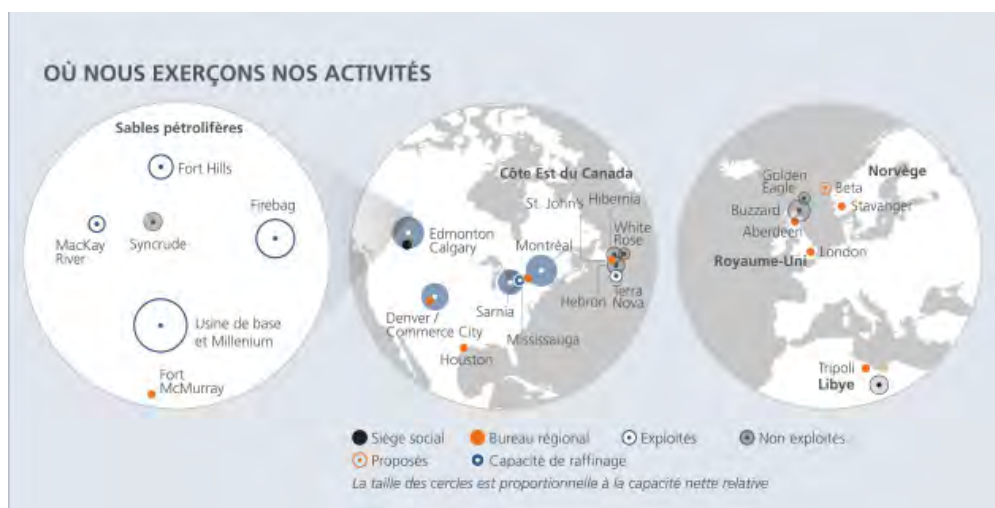 OÙ NOUS EXERÇONS NOS ACTIVITÉS
Sables pétrolifères
Fort Hills
Firebag
MacKay
River
Syncrude
Usine de base
et Millenium
Fort
McMurray
Côte Est du Canada
Hibernia
St. John's
White
Rose
Edmonton
Calgary
Montréal
Hebron
Terra
Nova
Sarnia
Denver /
Commerce City
Mississauga
Houston
Norvège
Golden
Eagle
Beta
Stavanger
Buzzard
Aberdeen
London
Royaume-Uni
Tripoli
Libye
Siège social
Bureau régional
Exploités
Non exploités
Proposés
Capacité de raffinage
La taille des cercles est proportionnelle à la capacité nette relative